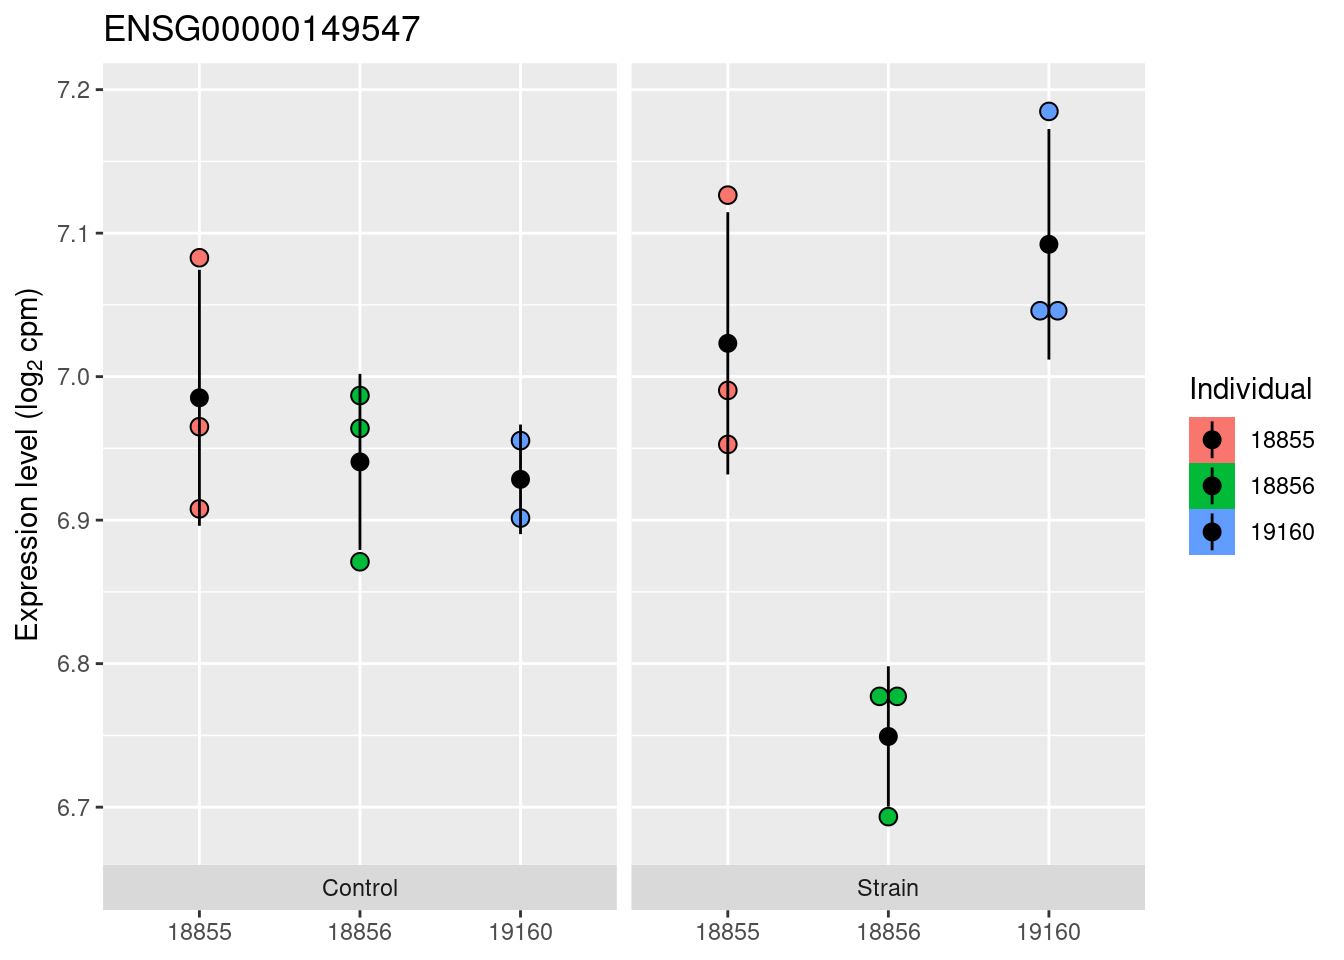 ENSG00000149547
Expression level (log₂ cpm)
7.2
7.1
7.0
6.9
6.8
6.7
Control
Strain
18855 18856 19160
18855 18856 19160
Individual
18855
18856
19160